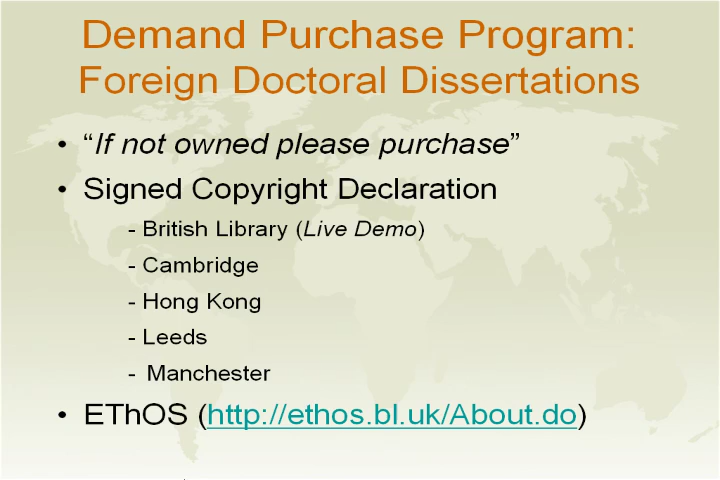 Demand Purchase Program:
Foreign Doctoral Dissertations
• “If not owned please purchase”
• Signed Copyright Declaration
- British Library (Live Demo)
- Cambridge
- Hong Kong
- Leeds
- Manchester
• EThOS (http://ethos.bl.uk/About.do)